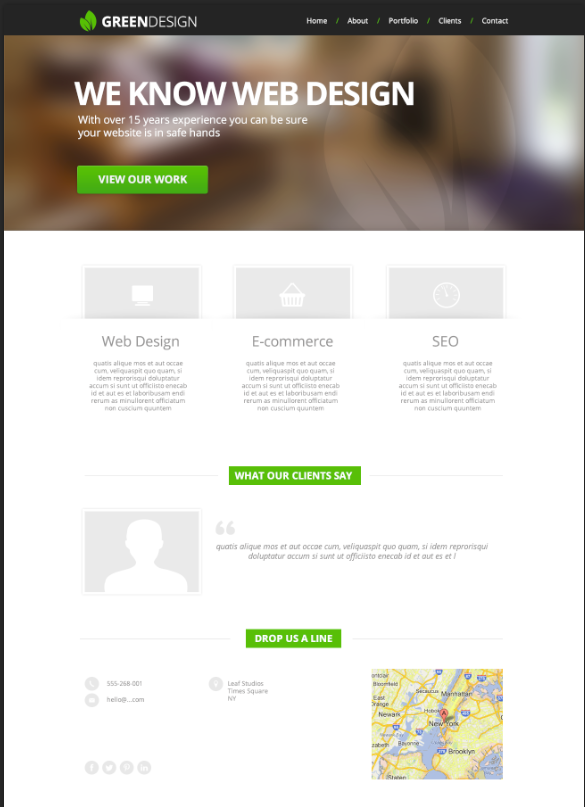 GREENDESIGN
Home / About / Portfolio / Clients / Contact
WE KNOW WEB DESIGN
With over 15 years experience you can be sure
your website is in safe hands
VIEW OUR WORK
Web Design
quatis alique mos et aut occae
cum, veliquaspit quo quam, si
idem reprorisqui doluptatur
accum si sunt ut officiisto enecab
id et aut es et laboribusam endi
rerum as minullorent officiatum
non cuscium quuntem
E-commerce
quatis alique mos et aut occae
cum, veliquaspit quo quam, si
idem reprorisqui doluptatur
accum si sunt ut officiisto enecab
id et aut es et laboribusam endi
rerum as minullorent officiatum
non cuscium quuntem
SEO
quatis alique mos et aut occae
cum, veliquaspit quo quam, si
idem reprorisqui doluptatur
accum si sunt ut officiisto enecab
id et aut es et laboribusam endi
rerum as minullorent officiatum
non cuscium quuntem
WHAT OUR CLIENTS SAY
“
quatis alique mos et aut occae cum, veliquaspit quo quam, si idem reprorisqui
doluptatur accum si sunt ut officiisto enecab id et aut es et l
DROP US A LINE
555-268-001
hello@...com
Leaf Studios
Times Square
NY
Bloomfield
Secaucus
Manhattan
East
Orange
Newark
Hobok
A
New York
Bayonne
Brooklyn
Staten